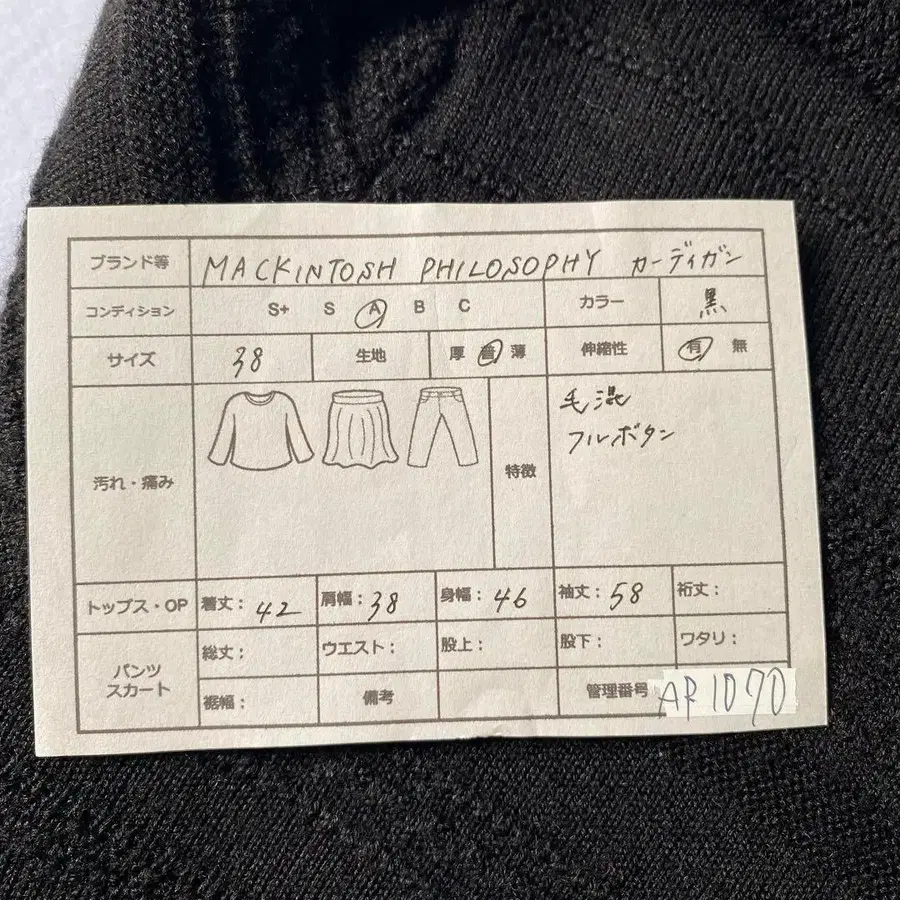 ブランド等 MACKINTOSH PHILOSOPHY カーディガン
コンディション S+ S A B C カラー 黒
サイズ 38 生地 厚 普 薄 伸縮性 有 無
汚れ・痛み 特徴 毛混
フルボタン
トップス・OP 着丈: 42 肩幅: 38 身幅: 46 袖丈: 58 裄丈:
パンツ
スカート
総丈: ウエスト: 股上: 股下: ワタリ:
裾幅: 備考 管理番号 AR1070